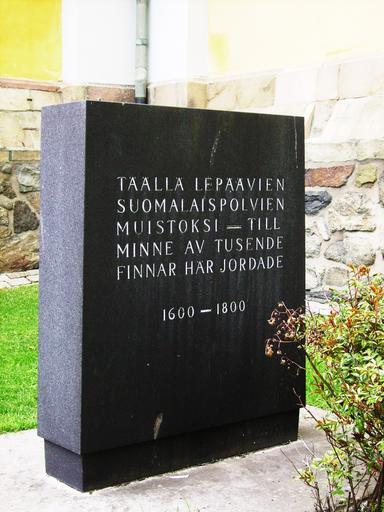 TÄÄLLÄ LEPÄÄVIEN
SUOMALAISPOLVIEN
MUISTOKSI — TILL
MINNE AV TUSENDE
FINNAR HÄR JORDADE
1600 — 1800